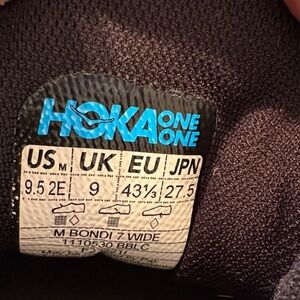 HOKA ONE ONE
US M UK EU JPN
9.5 2E 9 43⅓ 27.5
M BONDI 7 WIDE
1110530 BBLC